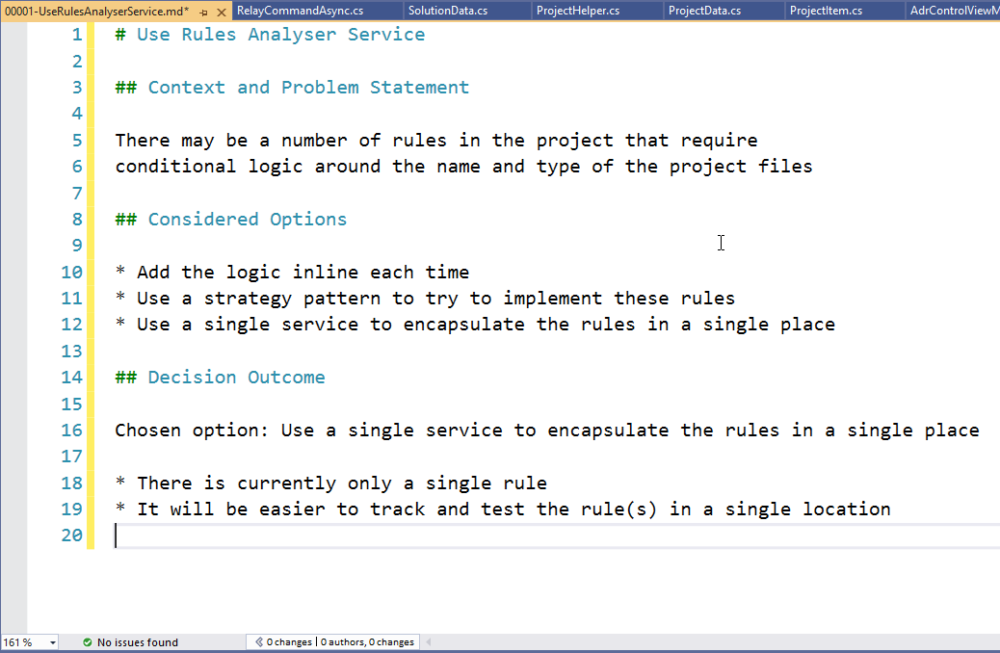 00001-UseRulesAnalyserService.md* RelayCommandAsync.cs SolutionData.cs ProjectHelper.cs ProjectData.cs ProjectItem.cs AdrControlViewM
1 # Use Rules Analyser Service
2
3 ## Context and Problem Statement
4
5 There may be a number of rules in the project that require
6 conditional logic around the name and type of the project files
7
8 ## Considered Options
9
10 * Add the logic inline each time
11 * Use a strategy pattern to try to implement these rules
12 * Use a single service to encapsulate the rules in a single place
13
14 ## Decision Outcome
15
16 Chosen option: Use a single service to encapsulate the rules in a single place
17
18 * There is currently only a single rule
19 * It will be easier to track and test the rule(s) in a single location
20
161 % No issues found 0 changes | 0 authors, 0 changes